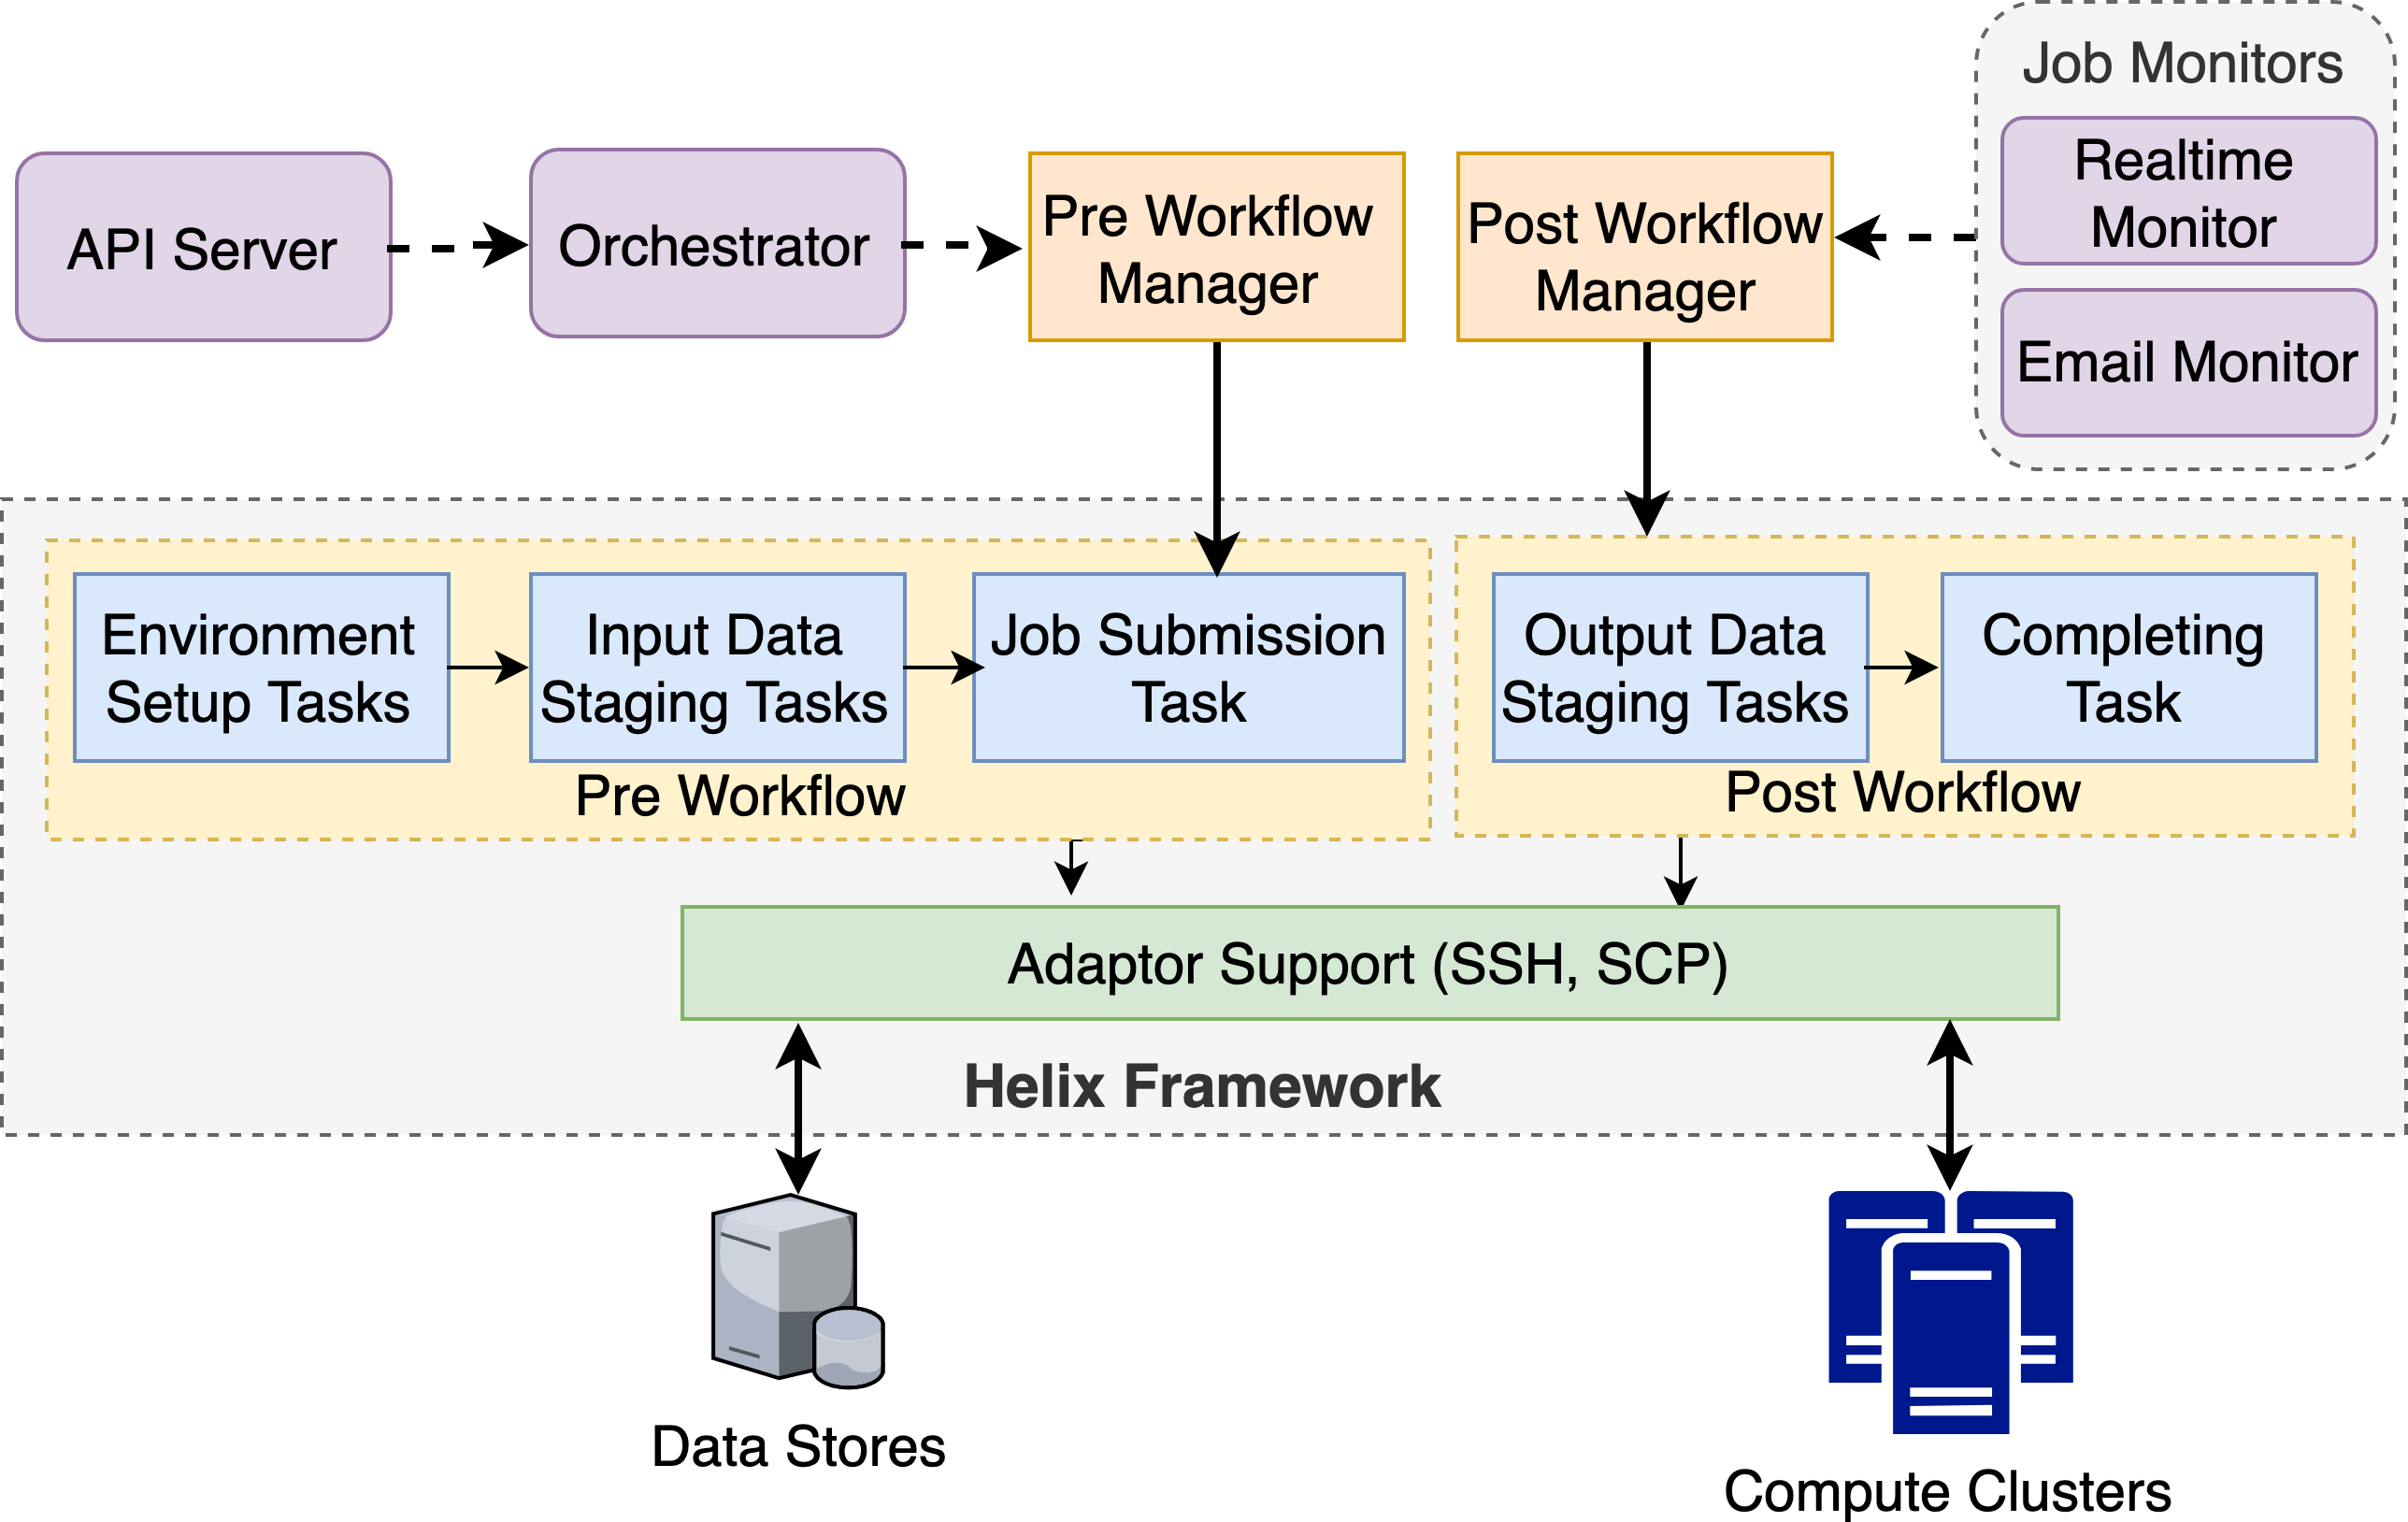 Job Monitors
Realtime
Monitor
Email Monitor
API Server
Orchestrator
Pre Workflow
Manager
Post Workflow
Manager
Environment
Setup Tasks
Input Data
Staging Tasks
Job Submission
Task
Pre Workflow
Output Data
Staging Tasks
Completing
Task
Post Workflow
Adaptor Support (SSH, SCP)
Helix Framework
Data Stores
Compute Clusters